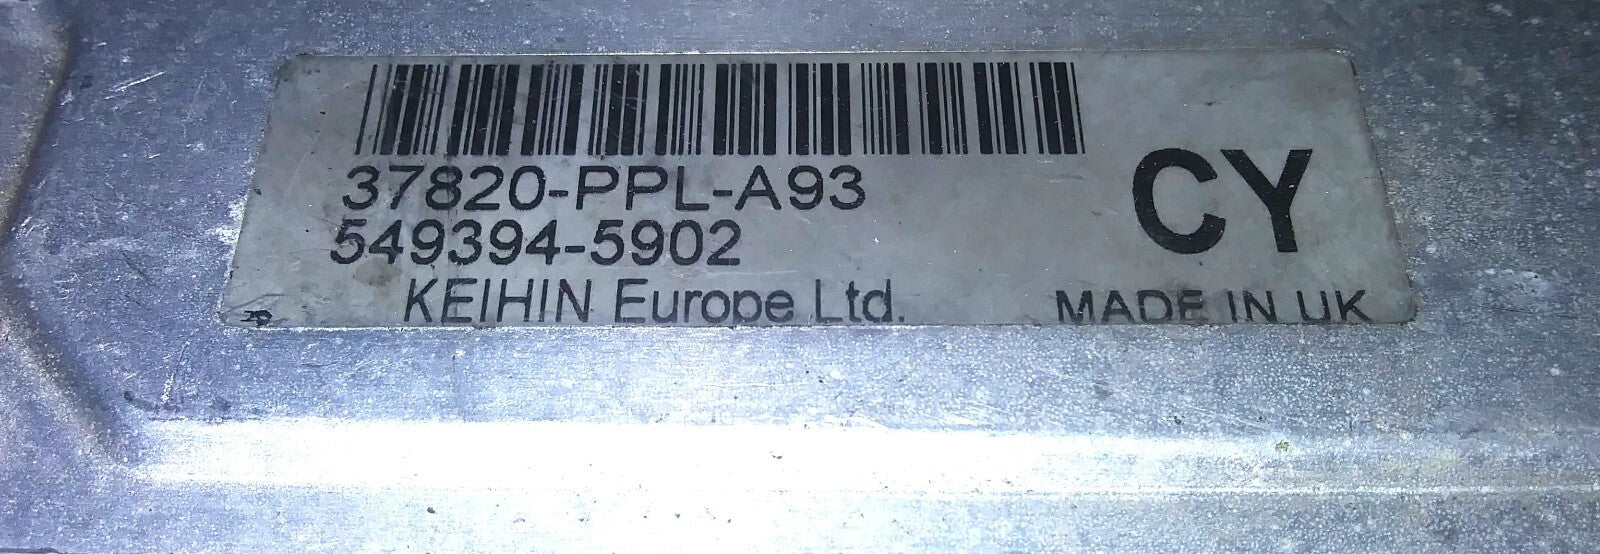 37820-PPL-A93
549394-5902
CY
KEIHIN Europe Ltd.
MADE IN UK